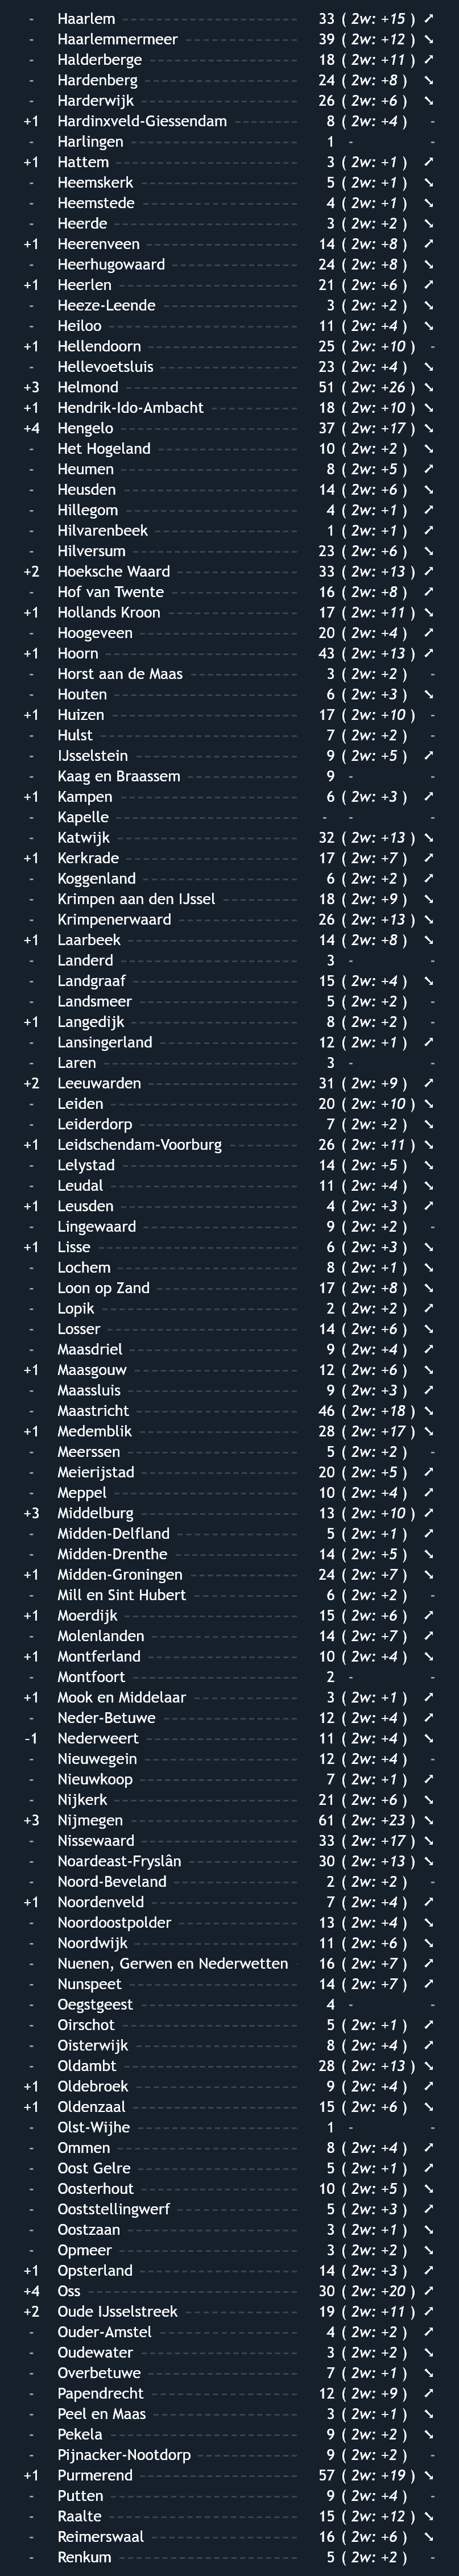 - Haarlem 33 ( 2w: +15 ) ↗
- Haarlemmermeer 39 ( 2w: +12 ) ↘
- Halderberge 18 ( 2w: +11 ) ↗
- Hardenberg 24 ( 2w: +8 ) ↘
- Harderwijk 26 ( 2w: +6 ) ↘
+1 Hardinxveld-Giessendam 8 ( 2w: +4 ) -
- Harlingen 1 - -
+1 Hattem 3 ( 2w: +1 ) ↗
- Heemskerk 5 ( 2w: +1 ) ↘
- Heemstede 4 ( 2w: +1 ) ↘
- Heerde 3 ( 2w: +2 ) ↘
+1 Heerenveen 14 ( 2w: +8 ) ↗
- Heerhugowaard 24 ( 2w: +8 ) ↘
+1 Heerlen 21 ( 2w: +6 ) ↗
- Heeze-Leende 3 ( 2w: +2 ) ↘
- Heiloo 11 ( 2w: +4 ) ↘
+1 Hellendoorn 25 ( 2w: +10 ) -
- Hellevoetsluis 23 ( 2w: +4 ) ↘
+3 Helmond 51 ( 2w: +26 ) ↘
+1 Hendrik-Ido-Ambacht 18 ( 2w: +10 ) ↘
+4 Hengelo 37 ( 2w: +17 ) ↘
- Het Hogeland 10 ( 2w: +2 ) ↘
- Heumen 8 ( 2w: +5 ) ↗
- Heusden 14 ( 2w: +6 ) ↘
- Hillegom 4 ( 2w: +1 ) ↗
- Hilvarenbeek 1 ( 2w: +1 ) ↗
- Hilversum 23 ( 2w: +6 ) ↘
+2 Hoeksche Waard 33 ( 2w: +13 ) ↗
- Hof van Twente 16 ( 2w: +8 ) ↗
+1 Hollands Kroon 17 ( 2w: +11 ) ↘
- Hoogeveen 20 ( 2w: +4 ) ↗
+1 Hoorn 43 ( 2w: +13 ) ↗
- Horst aan de Maas 3 ( 2w: +2 ) -
- Houten 6 ( 2w: +3 ) ↘
+1 Huizen 17 ( 2w: +10 ) -
- Hulst 7 ( 2w: +2 ) -
- IJsselstein 9 ( 2w: +5 ) ↗
- Kaag en Braassem 9 - -
+1 Kampen 6 ( 2w: +3 ) ↗
- Kapelle - - -
- Katwijk 32 ( 2w: +13 ) ↘
+1 Kerkrade 17 ( 2w: +7 ) ↗
- Koggenland 6 ( 2w: +2 ) ↗
- Krimpen aan den IJssel 18 ( 2w: +9 ) ↘
- Krimpenerwaard 26 ( 2w: +13 ) ↘
+1 Laarbeek 14 ( 2w: +8 ) ↘
- Landerd 3 - -
- Landgraaf 15 ( 2w: +4 ) ↘
- Landsmeer 5 ( 2w: +2 ) -
+1 Langedijk 8 ( 2w: +2 ) -
- Lansingerland 12 ( 2w: +1 ) ↗
- Laren 3 - -
+2 Leeuwarden 31 ( 2w: +9 ) ↗
- Leiden 20 ( 2w: +10 ) ↘
- Leiderdorp 7 ( 2w: +2 ) ↘
+1 Leidschendam-Voorburg 26 ( 2w: +11 ) ↘
- Lelystad 14 ( 2w: +5 ) ↘
- Leudal 11 ( 2w: +4 ) ↘
+1 Leusden 4 ( 2w: +3 ) ↗
- Lingewaard 9 ( 2w: +2 ) -
+1 Lisse 6 ( 2w: +3 ) ↘
- Lochem 8 ( 2w: +1 ) ↘
- Loon op Zand 17 ( 2w: +8 ) ↘
- Lopik 2 ( 2w: +2 ) ↗
- Losser 14 ( 2w: +6 ) ↘
- Maasdriel 9 ( 2w: +4 ) ↗
+1 Maasgouw 12 ( 2w: +6 ) ↘
- Maassluis 9 ( 2w: +3 ) ↗
- Maastricht 46 ( 2w: +18 ) ↘
+1 Medemblik 28 ( 2w: +17 ) ↘
- Meerssen 5 ( 2w: +2 ) -
- Meierijstad 20 ( 2w: +5 ) ↗
- Meppel 10 ( 2w: +4 ) ↗
+3 Middelburg 13 ( 2w: +10 ) ↗
- Midden-Delfland 5 ( 2w: +1 ) ↗
- Midden-Drenthe 14 ( 2w: +5 ) ↘
+1 Midden-Groningen 24 ( 2w: +7 ) ↘
- Mill en Sint Hubert 6 ( 2w: +2 ) -
+1 Moerdijk 15 ( 2w: +6 ) ↗
- Molenlanden 14 ( 2w: +7 ) ↗
+1 Montferland 10 ( 2w: +4 ) ↘
- Montfoort 2 - -
+1 Mook en Middelaar 3 ( 2w: +1 ) ↗
- Neder-Betuwe 12 ( 2w: +4 ) ↗
-1 Nederweert 11 ( 2w: +4 ) ↘
- Nieuwegein 12 ( 2w: +4 ) -
- Nieuwkoop 7 ( 2w: +1 ) ↗
- Nijkerk 21 ( 2w: +6 ) ↘
+3 Nijmegen 61 ( 2w: +23 ) ↘
- Nissewaard 33 ( 2w: +17 ) ↘
- Noardeast-Fryslân 30 ( 2w: +13 ) ↘
- Noord-Beveland 2 ( 2w: +2 ) -
+1 Noordenveld 7 ( 2w: +4 ) ↗
- Noordoostpolder 13 ( 2w: +4 ) ↘
- Noordwijk 11 ( 2w: +6 ) ↘
- Nuenen, Gerwen en Nederwetten 16 ( 2w: +7 ) ↗
- Nunspeet 14 ( 2w: +7 ) ↗
- Oegstgeest 4 - -
- Oirschot 5 ( 2w: +1 ) ↗
- Oisterwijk 8 ( 2w: +4 ) ↗
- Oldambt 28 ( 2w: +13 ) ↘
+1 Oldebroek 9 ( 2w: +4 ) ↗
+1 Oldenzaal 15 ( 2w: +6 ) ↘
- Olst-Wijhe 1 - -
- Ommen 8 ( 2w: +4 ) ↗
- Oost Gelre 5 ( 2w: +1 ) ↗
- Oosterhout 10 ( 2w: +5 ) ↘
- Ooststellingwerf 5 ( 2w: +3 ) ↗
- Oostzaan 3 ( 2w: +1 ) ↘
- Opmeer 3 ( 2w: +2 ) ↘
+1 Opsterland 14 ( 2w: +3 ) ↗
+4 Oss 30 ( 2w: +20 ) ↗
+2 Oude IJsselstreek 19 ( 2w: +11 ) ↗
- Ouder-Amstel 4 ( 2w: +2 ) ↗
- Oudewater 3 ( 2w: +2 ) ↘
- Overbetuwe 7 ( 2w: +1 ) ↘
- Papendrecht 12 ( 2w: +9 ) ↗
- Peel en Maas 3 ( 2w: +1 ) ↘
- Pekela 9 ( 2w: +2 ) ↘
- Pijnacker-Nootdorp 9 ( 2w: +2 ) -
+1 Purmerend 57 ( 2w: +19 ) ↘
- Putten 9 ( 2w: +4 ) -
- Raalte 15 ( 2w: +12 ) ↘
- Reimerswaal 16 ( 2w: +6 ) ↘
- Renkum 5 ( 2w: +2 ) -